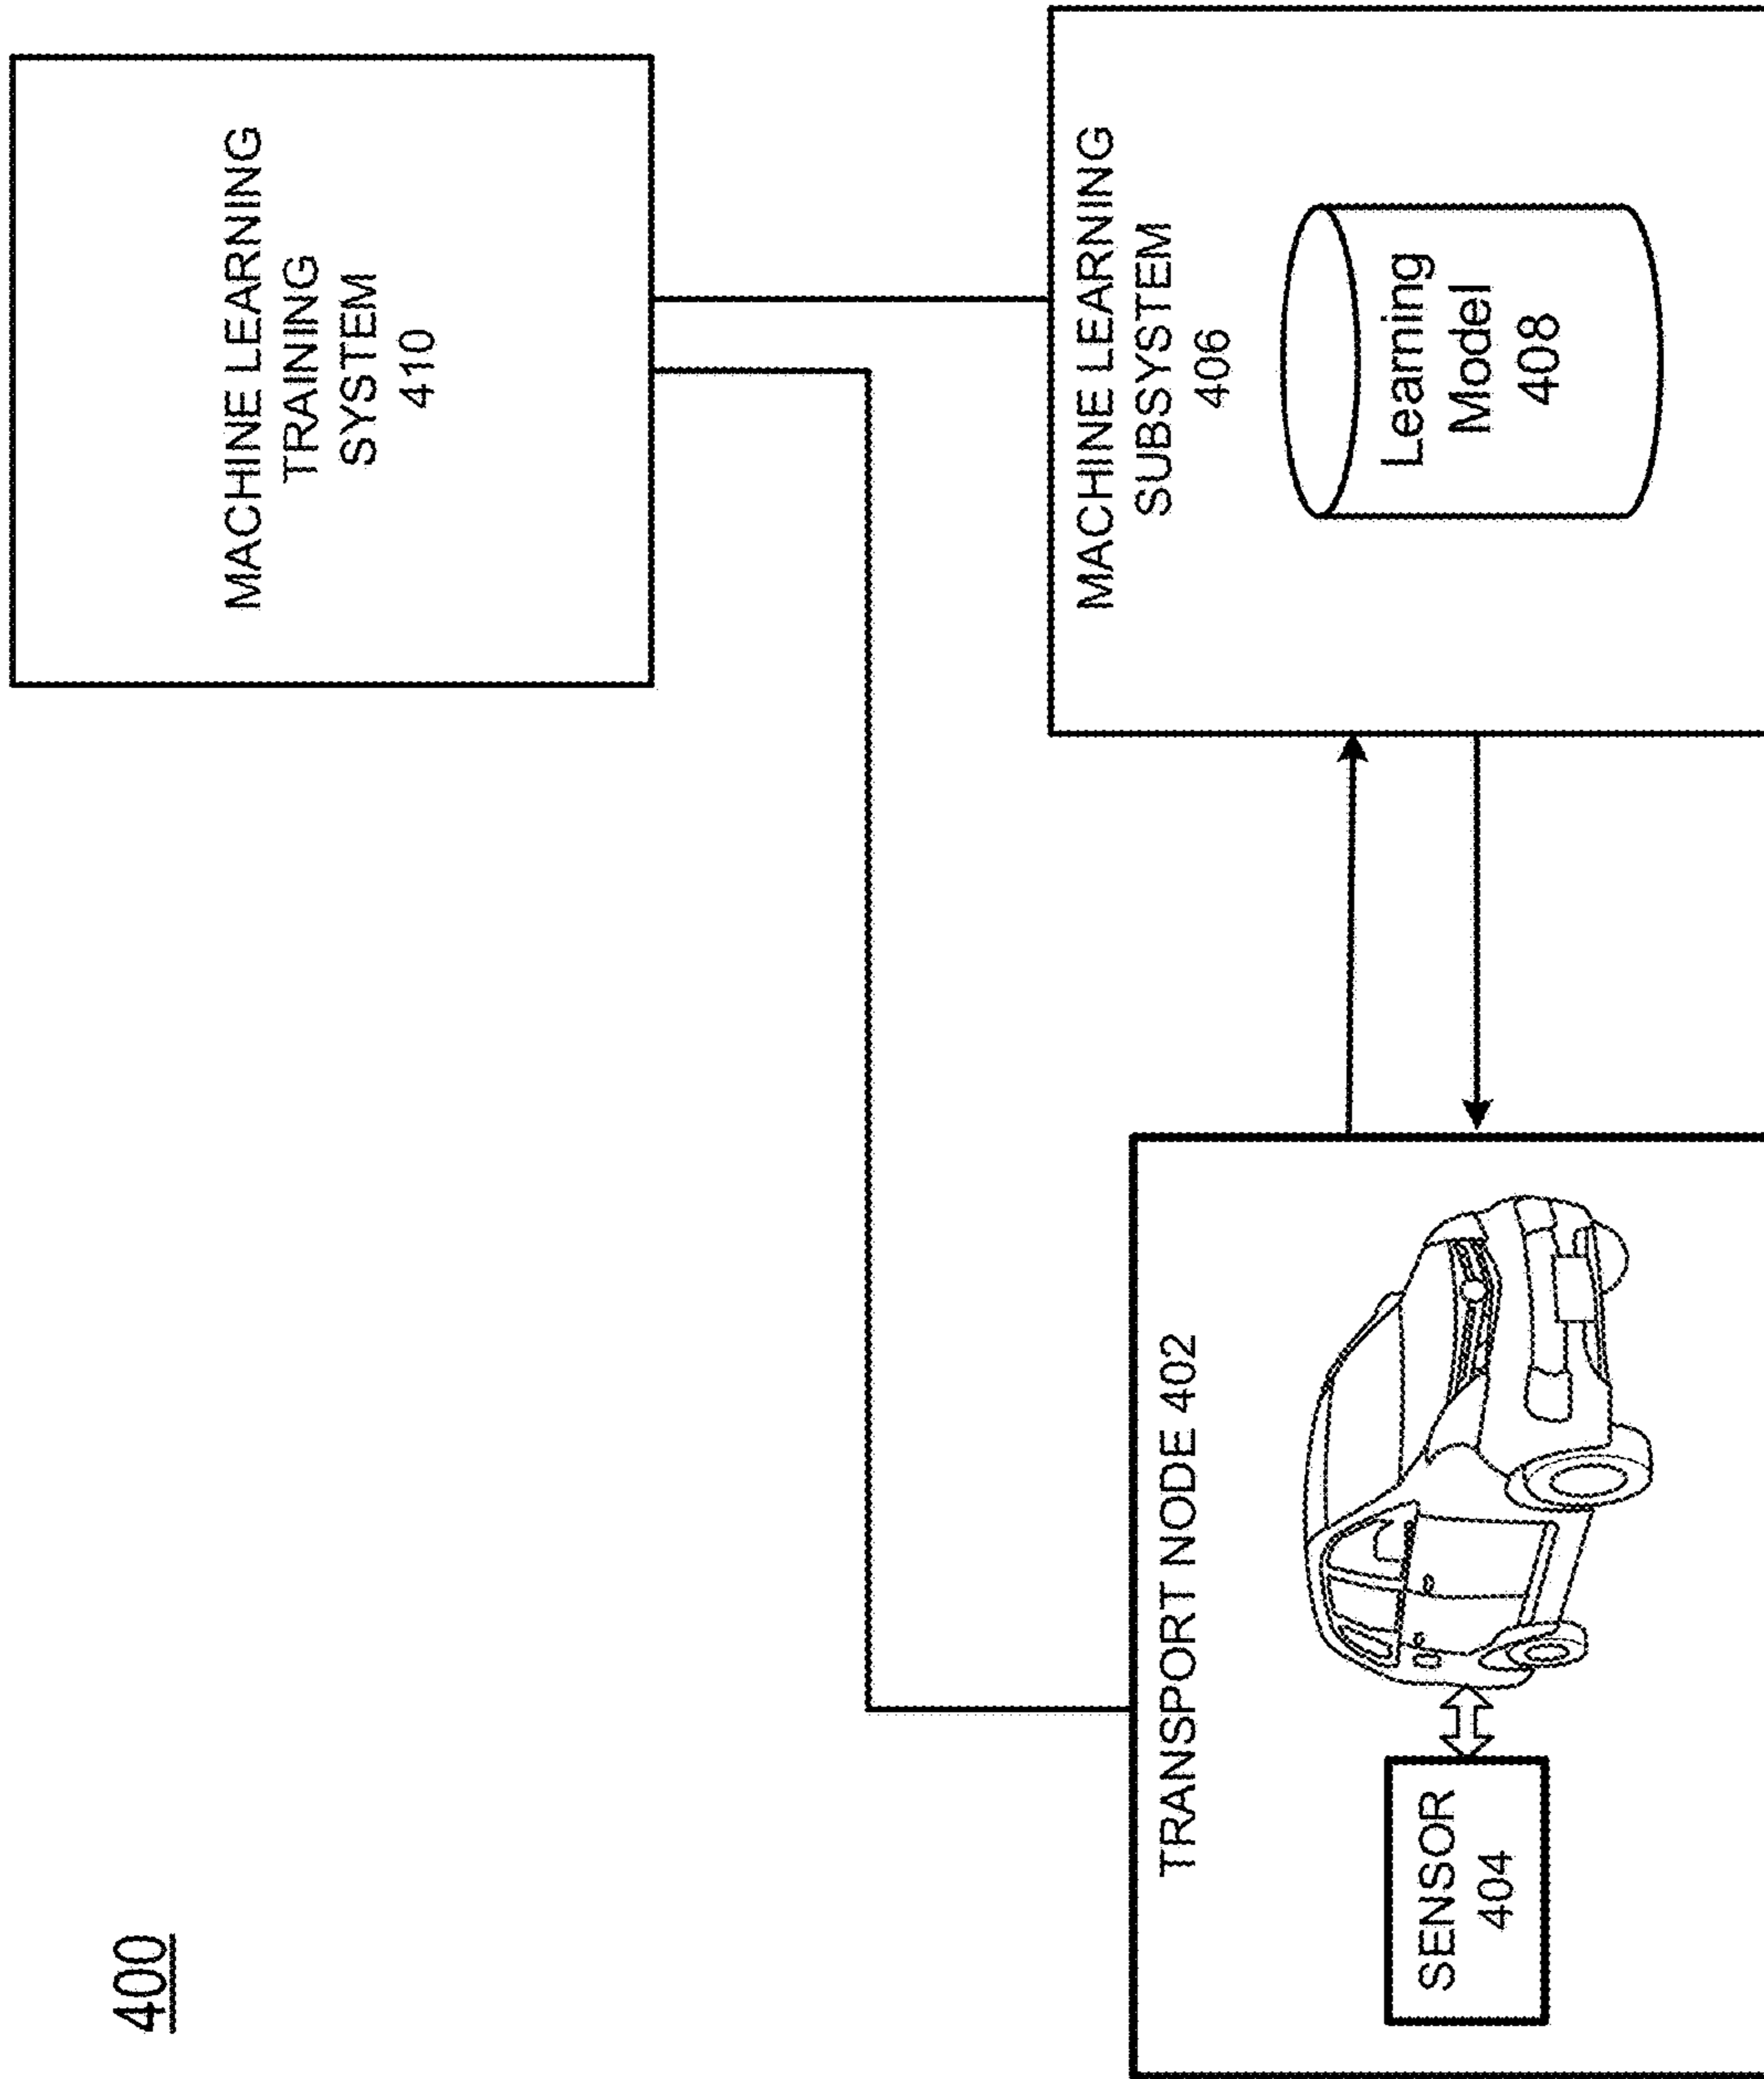 400
MACHINE LEARNING
TRAINING
SYSTEM
410
TRANSPORT NODE 402
SENSOR
404
MACHINE LEARNING
SUBSYSTEM
406
Learning
Model
408